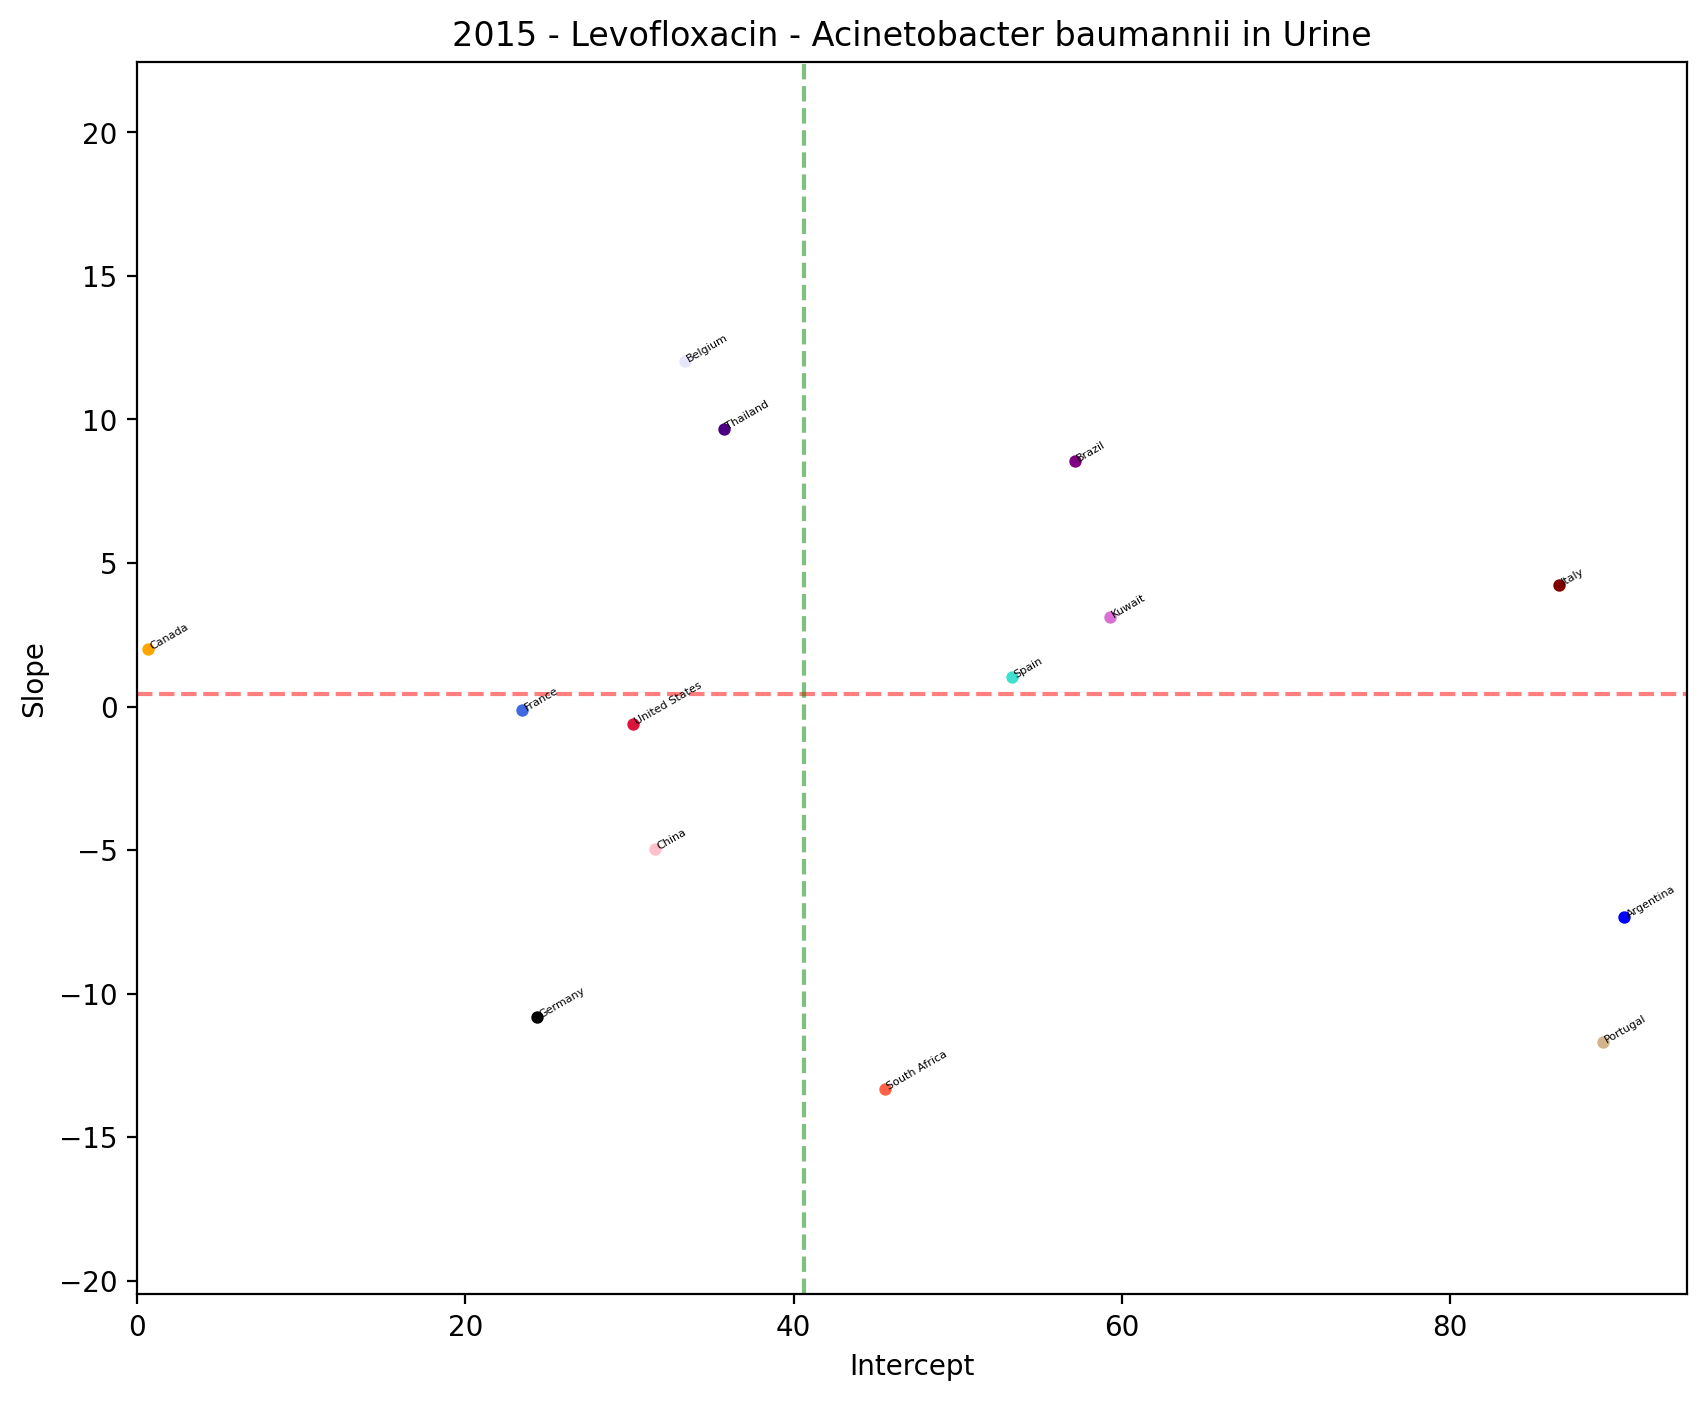 2015 - Levofloxacin - Acinetobacter baumannii in Urine
20
15
10
5
0
−5
−10
−15
−20
Slope
Belgium
Thailand
Brazil
Italy
Kuwait
Canada
Spain
France
United States
China
Argentina
Germany
Portugal
South Africa
0
20
40
60
80
Intercept